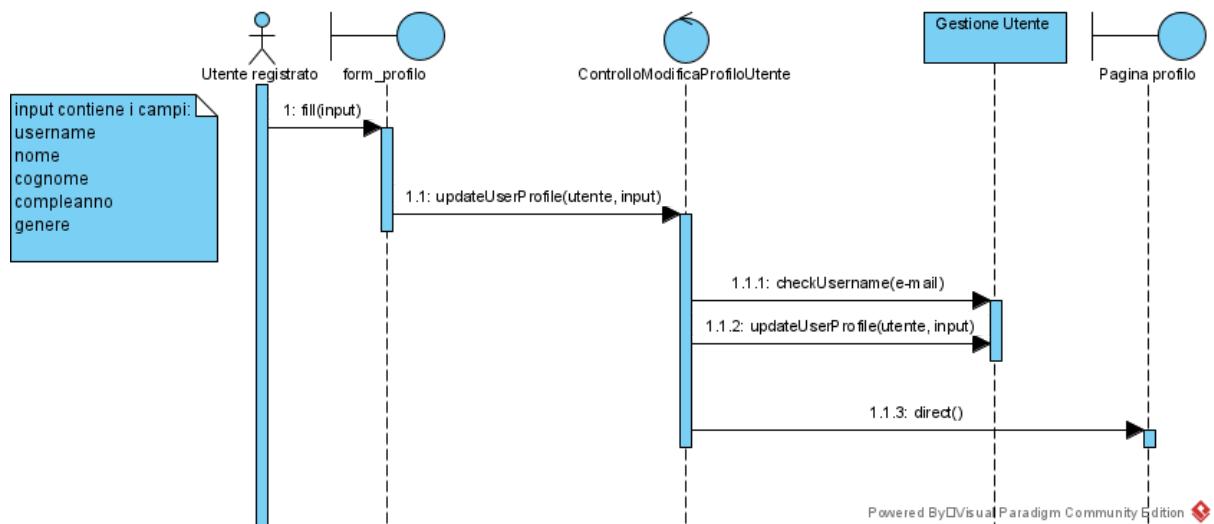 Utente registrato
form_profilo
ControlloModificaProfiloUtente
Gestione Utente
Pagina profilo
input contiene i campi:
username
nome
cognome
compleanno
genere
1: fill(input)
1.1: updateUserProfile(utente, input)
1.1.1: checkUsername(e-mail)
1.1.2: updateUserProfile(utente, input)
1.1.3: direct()
Powered By□Visual Paradigm Community Edition